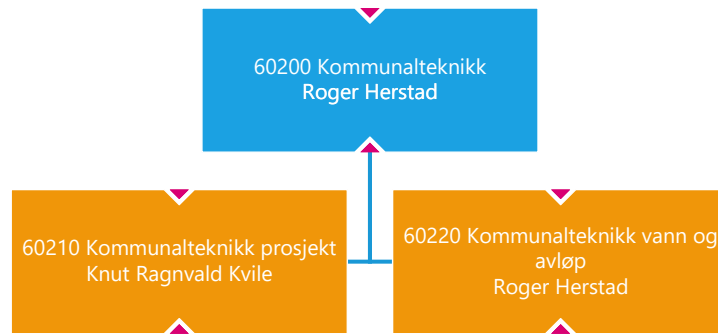 60200 Kommunalteknikk
Roger Herstad
60210 Kommunalteknikk prosjekt
Knut Ragnvald Kvile
60220 Kommunalteknikk vann og
avløp
Roger Herstad